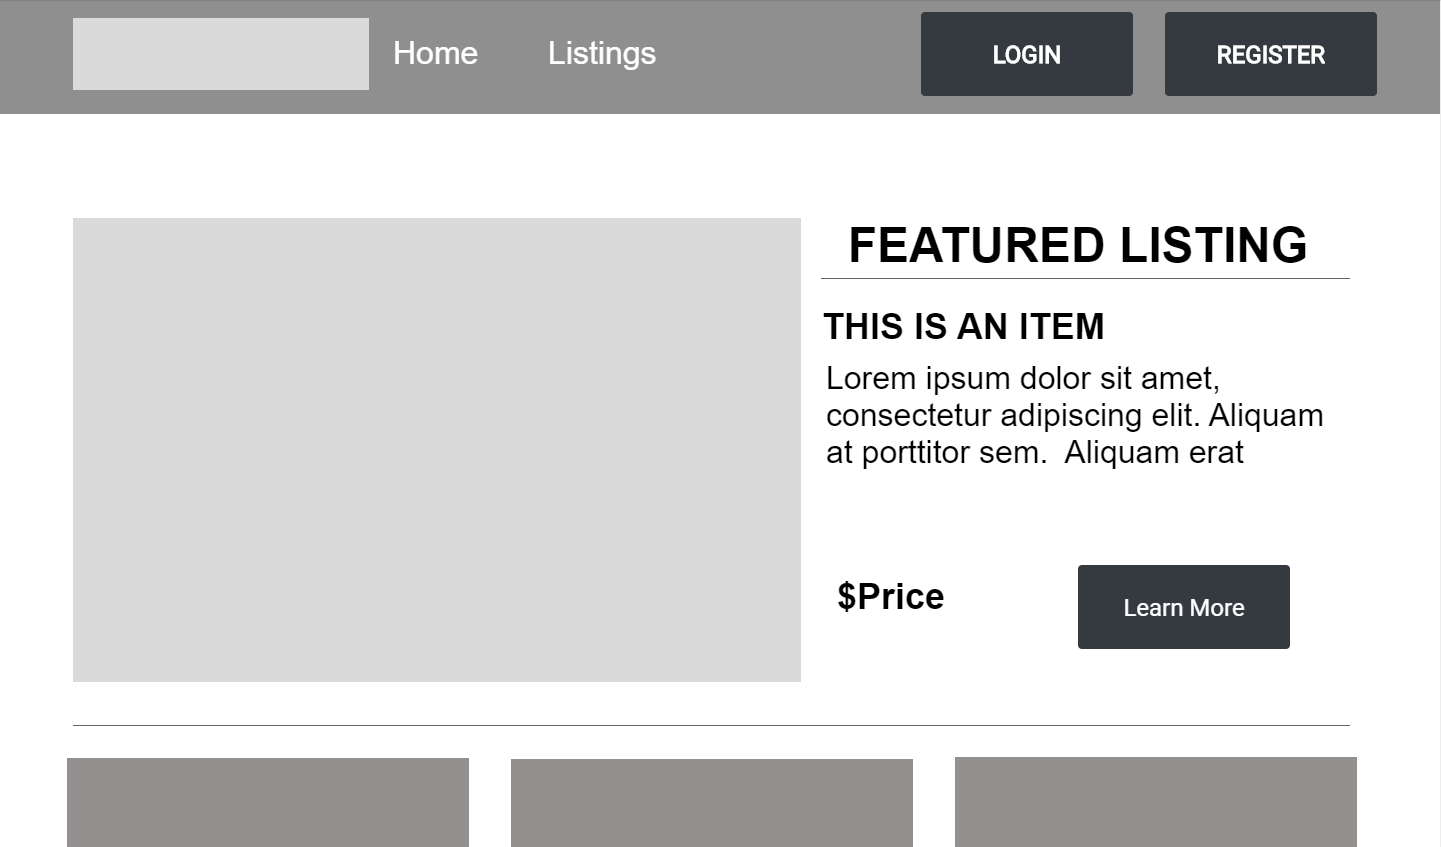 Home
Listings
LOGIN
REGISTER
FEATURED LISTING
THIS IS AN ITEM
Lorem ipsum dolor sit amet,
consectetur adipiscing elit. Aliquam
at porttitor sem.  Aliquam erat
$Price
Learn More